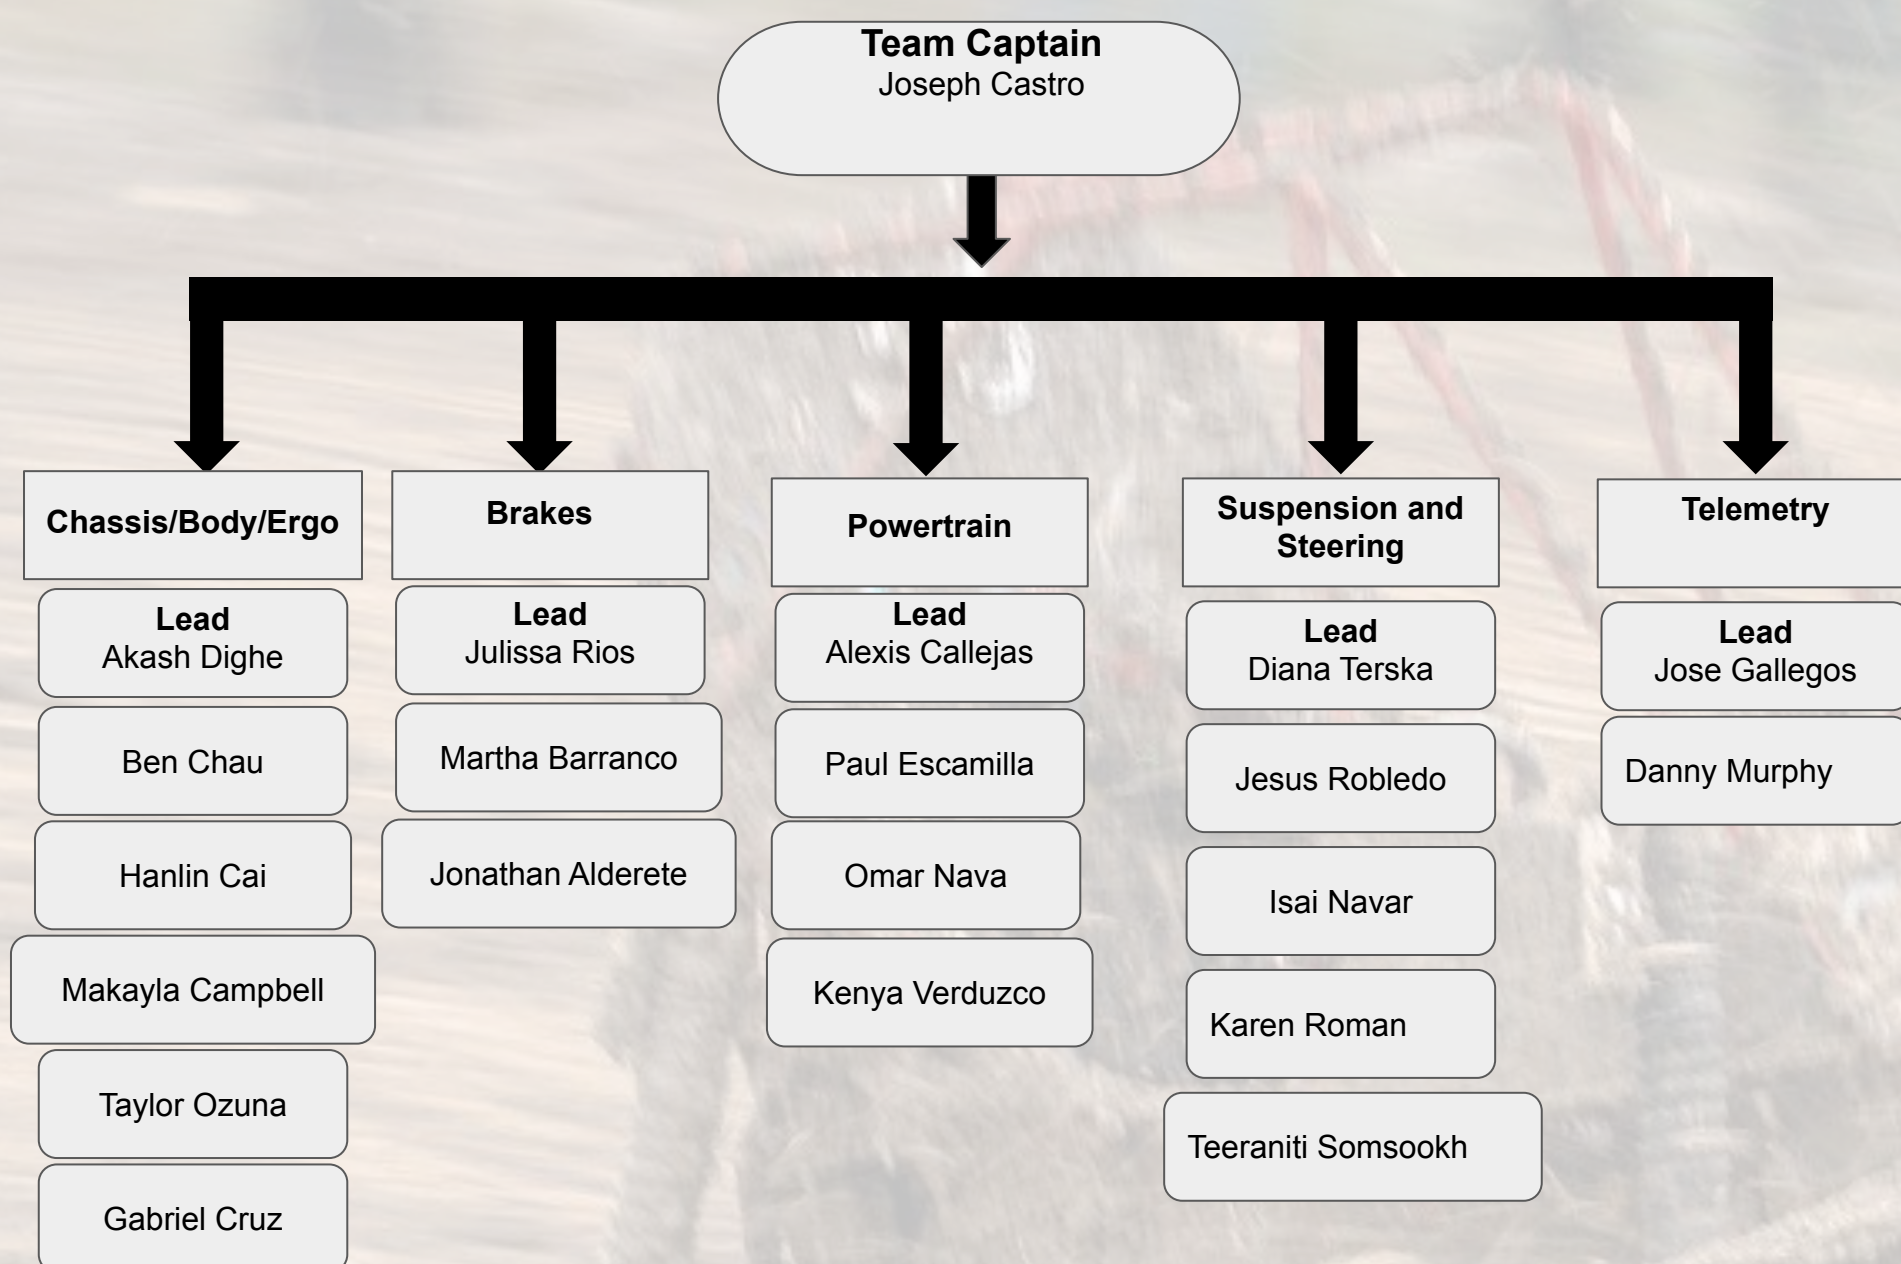 Team Captain
Joseph Castro
Chassis/Body/Ergo
Lead
Akash Dighe
Ben Chau
Hanlin Cai
Makayla Campbell
Taylor Ozuna
Gabriel Cruz
Brakes
Lead
Julissa Rios
Martha Barranco
Jonathan Alderete
Powertrain
Lead
Alexis Callejas
Paul Escamilla
Omar Nava
Kenya Verduzco
Suspension and
Steering
Lead
Diana Terska
Jesus Robledo
Isai Navar
Karen Roman
Teeraniti Somsookh
Telemetry
Lead
Jose Gallegos
Danny Murphy